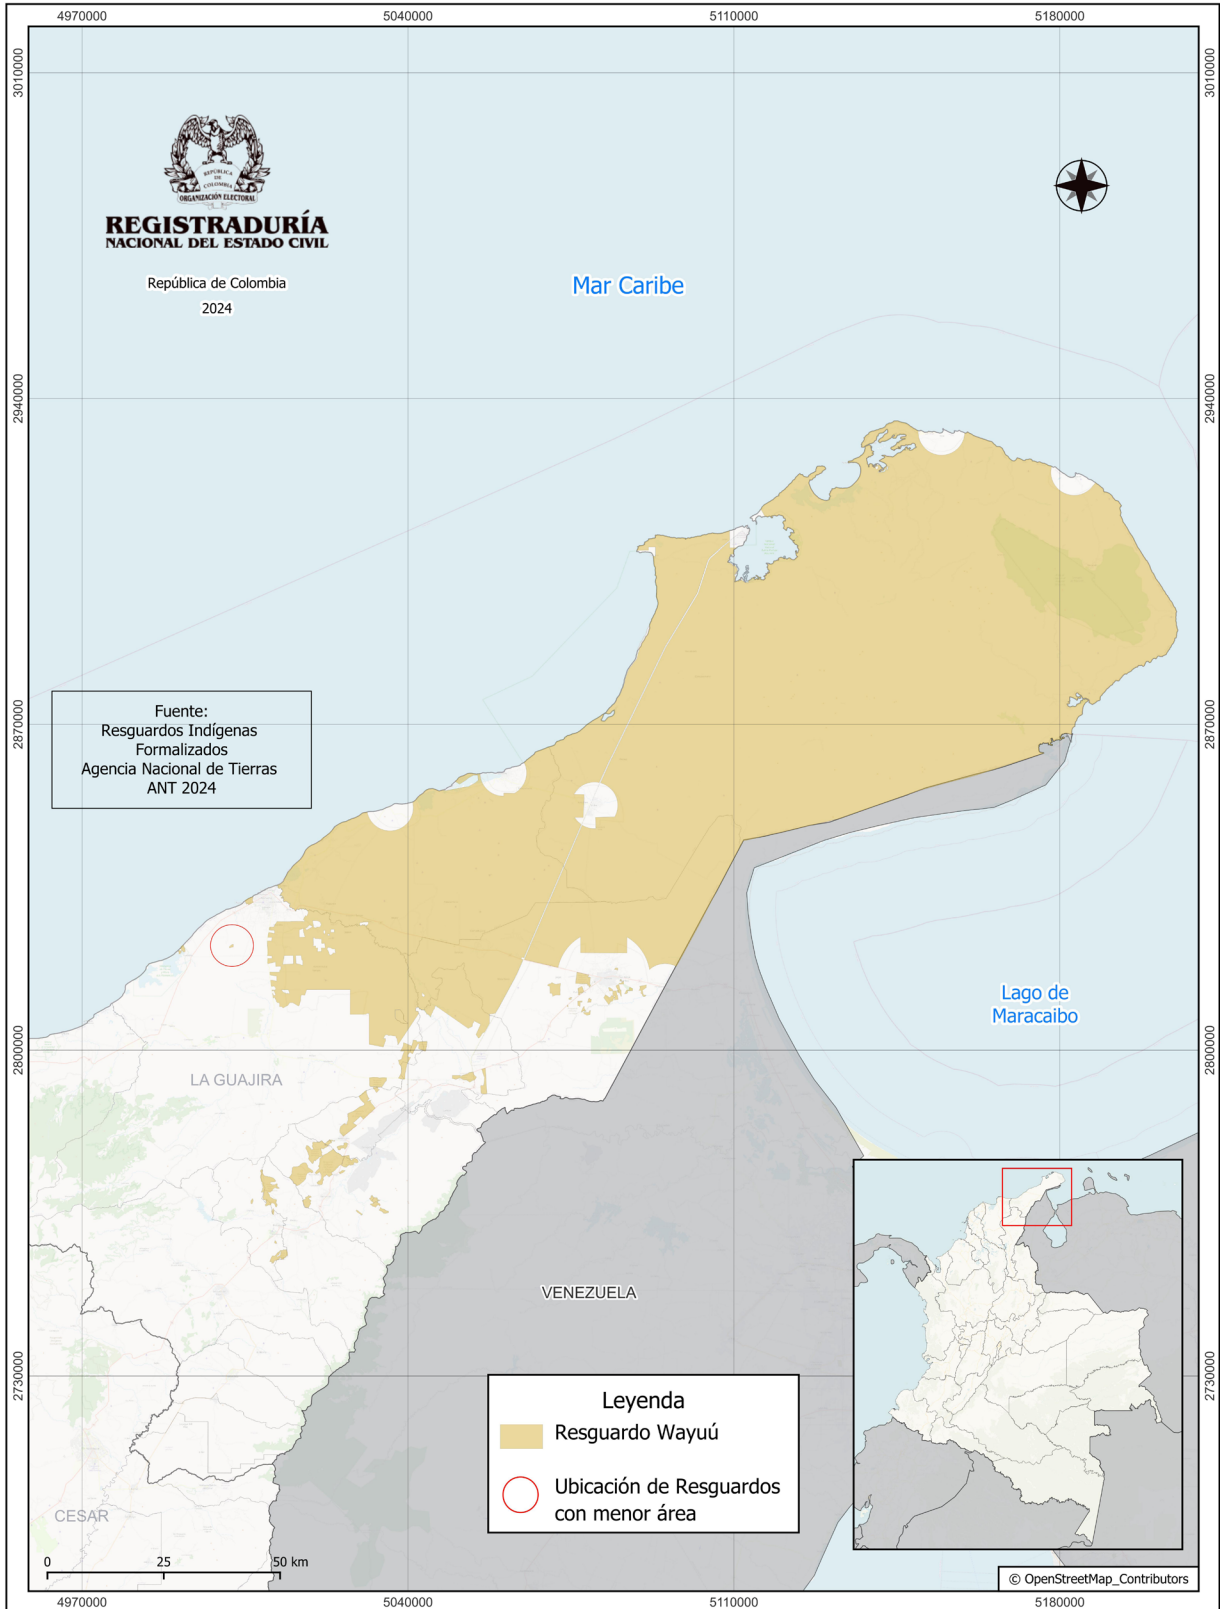 4970000 5040000 5110000 5180000
3010000 3010000
REPÚBLICA
DE
COLOMBIA
ORGANIZACIÓN ELECTORAL
REGISTRADURÍA
NACIONAL DEL ESTADO CIVIL
República de Colombia
2024
Mar Caribe
2940000 2940000
Fuente:
Resguardos Indígenas
Formalizados
Agencia Nacional de Tierras
ANT 2024
2870000 2870000
Lago de
Maracaibo
2800000 2800000
LA GUAJIRA
VENEZUELA
2730000 2730000
Leyenda
Resguardo Wayuú
Ubicación de Resguardos
con menor área
CESAR
0 25 50 km
© OpenStreetMap_Contributors
4970000 5040000 5110000 5180000